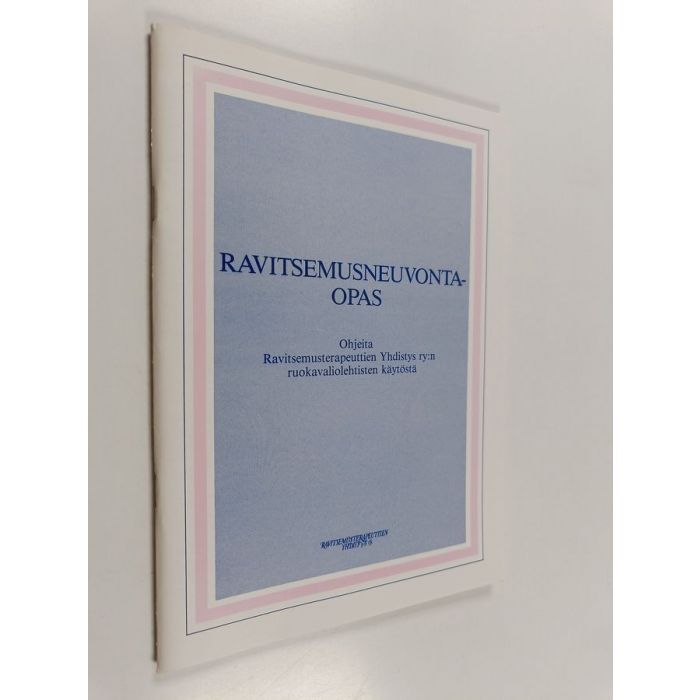 RAVITSEMUSNEUVONTA-
OPAS
Ohjeita
Ravitsemusterapeuttien Yhdistys ry:n
ruokavaliolehtisten käytöstä
RAVITSEMUSTERAPEUTTIEN
YHDISTYS